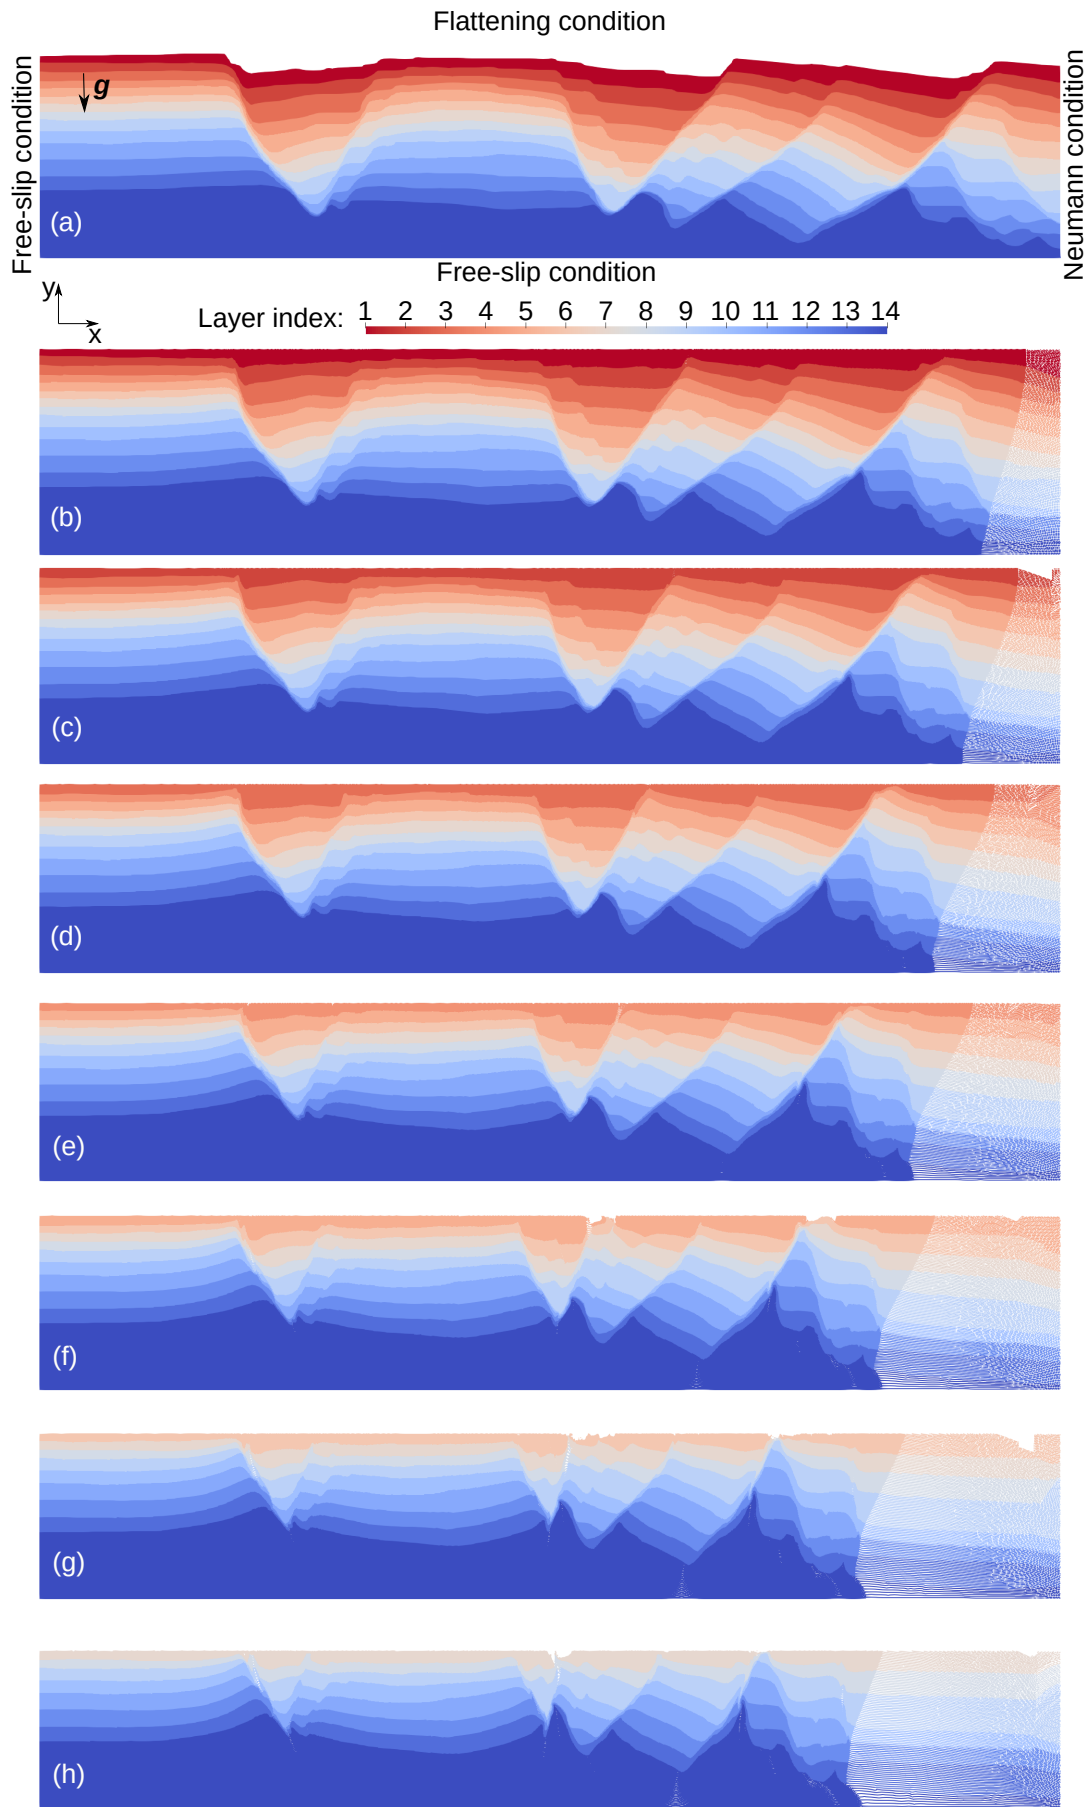 Flattening condition
Free-slip condition
g
Neumann condition
(a)
Free-slip condition
y
x
Layer index: 1 2 3 4 5 6 7 8 9 10 11 12 13 14
(b)
(c)
(d)
(e)
(f)
(g)
(h)